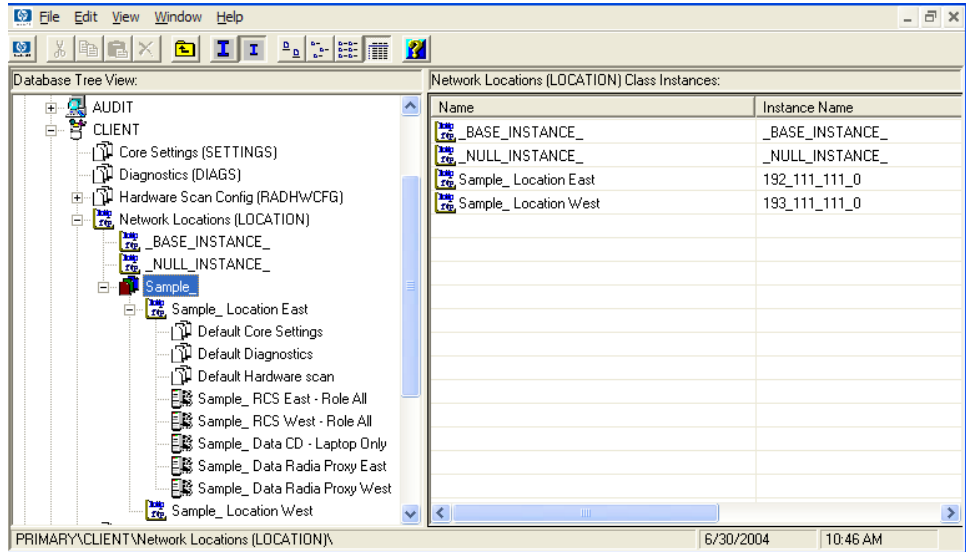 File Edit View Window Help
Database Tree View:
AUDIT
CLIENT
Core Settings (SETTINGS)
Diagnostics (DIAGS)
Hardware Scan Config (RADHWCFG)
Network Locations (LOCATION)
_BASE_INSTANCE_
_NULL_INSTANCE_
Sample_
Sample_ Location East
Default Core Settings
Default Diagnostics
Default Hardware scan
Sample_ RCS East - Role All
Sample_ RCS West - Role All
Sample_ Data CD - Laptop Only
Sample_ Data Radia Proxy East
Sample_ Data Radia Proxy West
Sample_ Location West
Network Locations (LOCATION) Class Instances:
Name Instance Name
_BASE_INSTANCE_ _BASE_INSTANCE_
_NULL_INSTANCE_ _NULL_INSTANCE_
Sample_ Location East 192_111_111_0
Sample_ Location West 193_111_111_0
PRIMARY\CLIENT\Network Locations (LOCATION)\ 6/30/2004 10:46 AM